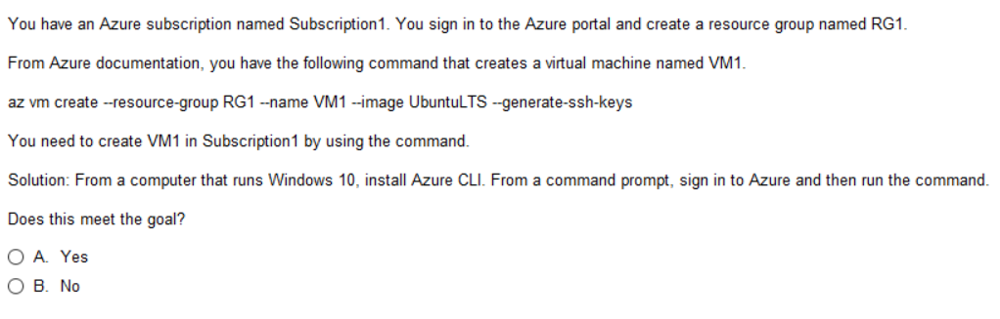 You have an Azure subscription named Subscription1. You sign in to the Azure portal and create a resource group named RG1.
From Azure documentation, you have the following command that creates a virtual machine named VM1.
az vm create --resource-group RG1 --name VM1 --image UbuntuLTS --generate-ssh-keys
You need to create VM1 in Subscription1 by using the command.
Solution: From a computer that runs Windows 10, install Azure CLI. From a command prompt, sign in to Azure and then run the command.
Does this meet the goal?
A. Yes
B. No